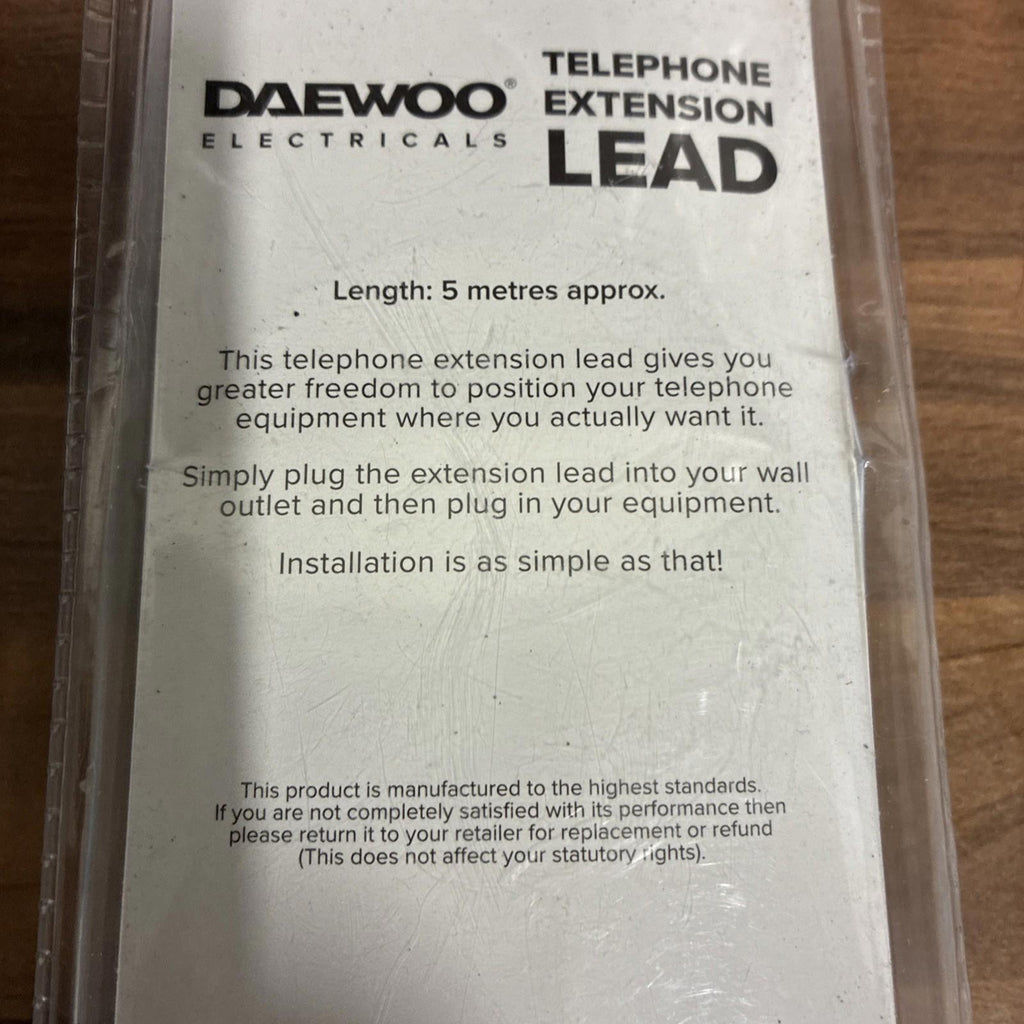 DAEWOO®
ELECTRICALS
TELEPHONE
EXTENSION
LEAD
Length: 5 metres approx.
This telephone extension lead gives you
greater freedom to position your telephone
equipment where you actually want it.
Simply plug the extension lead into your wall
outlet and then plug in your equipment.
Installation is as simple as that!
This product is manufactured to the highest standards.
If you are not completely satisfied with its performance then
please return it to your retailer for replacement or refund
(This does not affect your statutory rights).